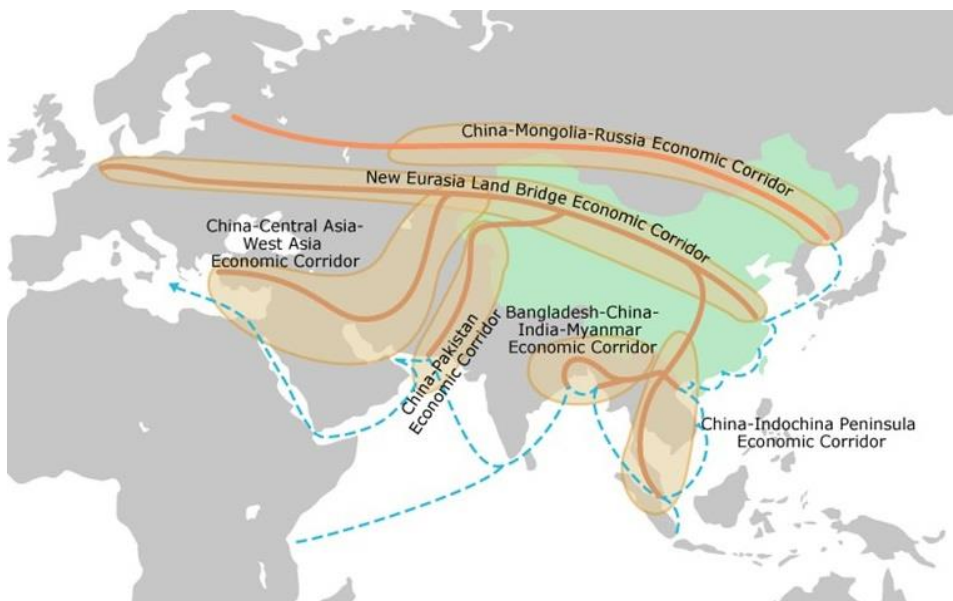 China-Mongolia-Russia Economic Corridor
New Eurasia Land Bridge Economic Corridor
China-Central Asia-
West Asia
Economic Corridor
China-Pakistan
Economic Corridor
Bangladesh-China-
India-Myanmar
Economic Corridor
China-Indochina Peninsula
Economic Corridor